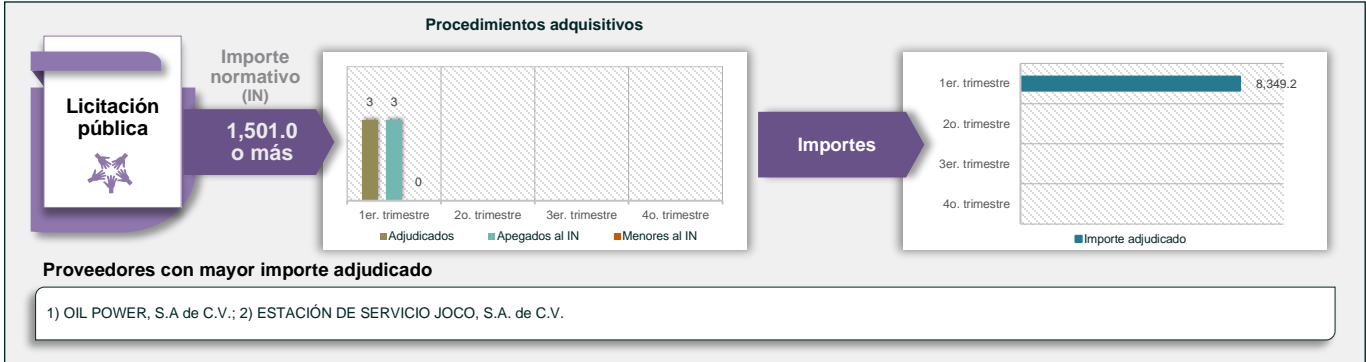 Procedimientos adquisitivos
Licitación
pública
Importe
normativo
(IN)
1,501.0
o más
3 3
0
1er. trimestre 2o. trimestre 3er. trimestre 4o. trimestre
Adjudicados Apegados al IN Menores al IN
Importes
1er. trimestre 8,349.2
2o. trimestre
3er. trimestre
4o. trimestre
Importe adjudicado
Proveedores con mayor importe adjudicado
1) OIL POWER, S.A de C.V.; 2) ESTACIÓN DE SERVICIO JOCO, S.A. de C.V.